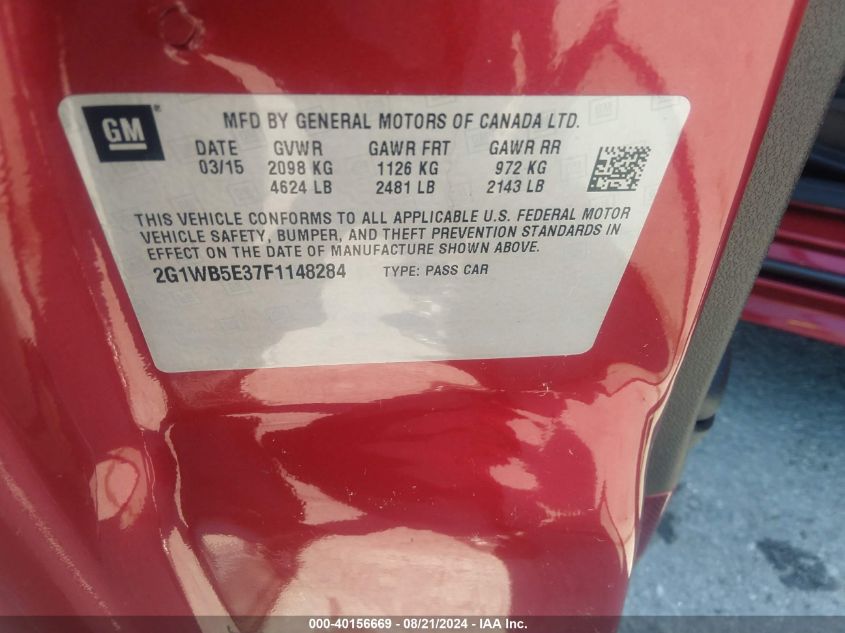 GM
MFD BY GENERAL MOTORS OF CANADA LTD.
DATE GVWR GAWR FRT GAWR RR
03/15 2098 KG 1126 KG 972 KG
4624 LB 2481 LB 2143 LB
THIS VEHICLE CONFORMS TO ALL APPLICABLE U.S. FEDERAL MOTOR
VEHICLE SAFETY, BUMPER, AND THEFT PREVENTION STANDARDS IN
EFFECT ON THE DATE OF MANUFACTURE SHOWN ABOVE.
2G1WB5E37F1148284 TYPE: PASS CAR
000-40156669 - 08/21/2024 - IAA Inc.